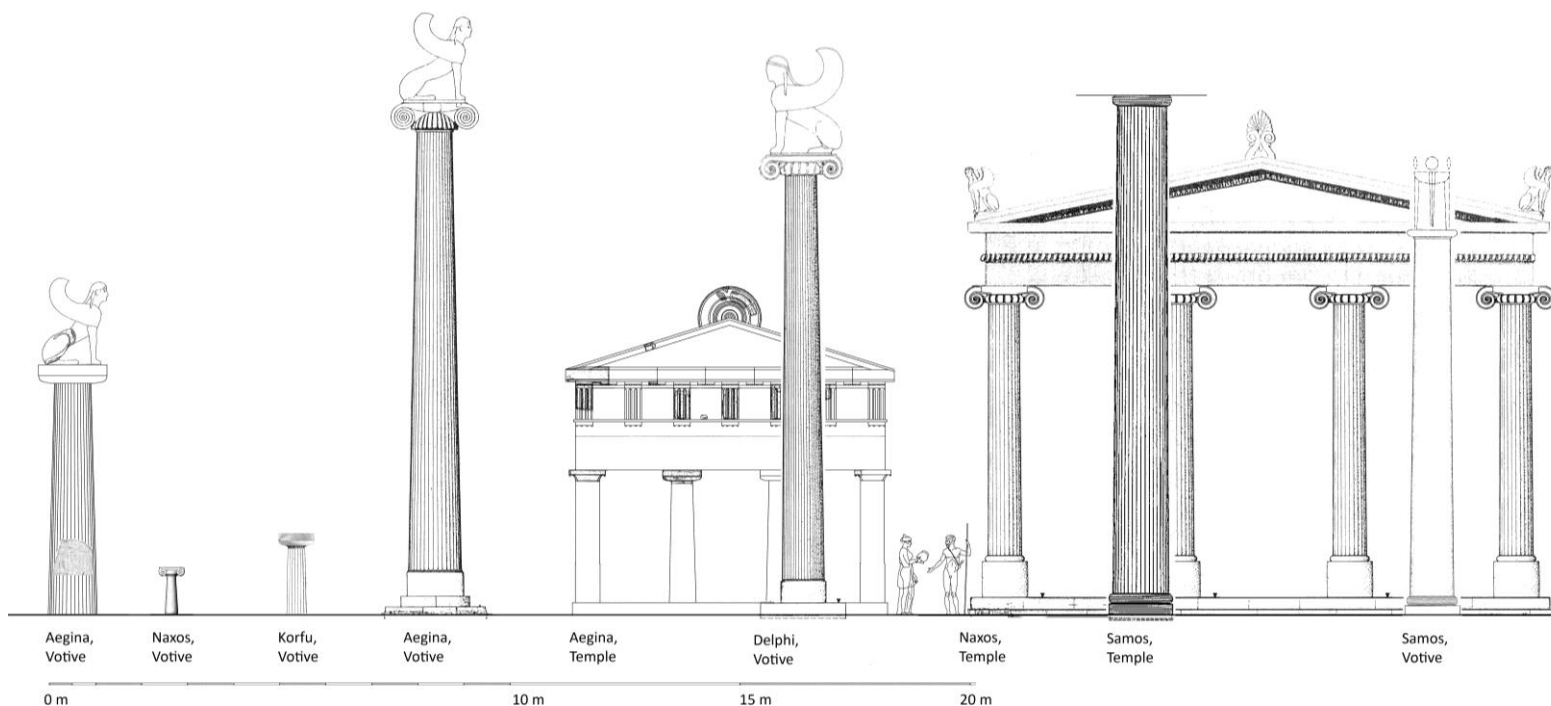 Aegina,
Votive
Naxos,
Votive
Korfu,
Votive
Aegina,
Votive
Aegina,
Temple
Delphi,
Votive
Naxos,
Temple
Samos,
Temple
Samos,
Votive
0 m
10 m
15 m
20 m